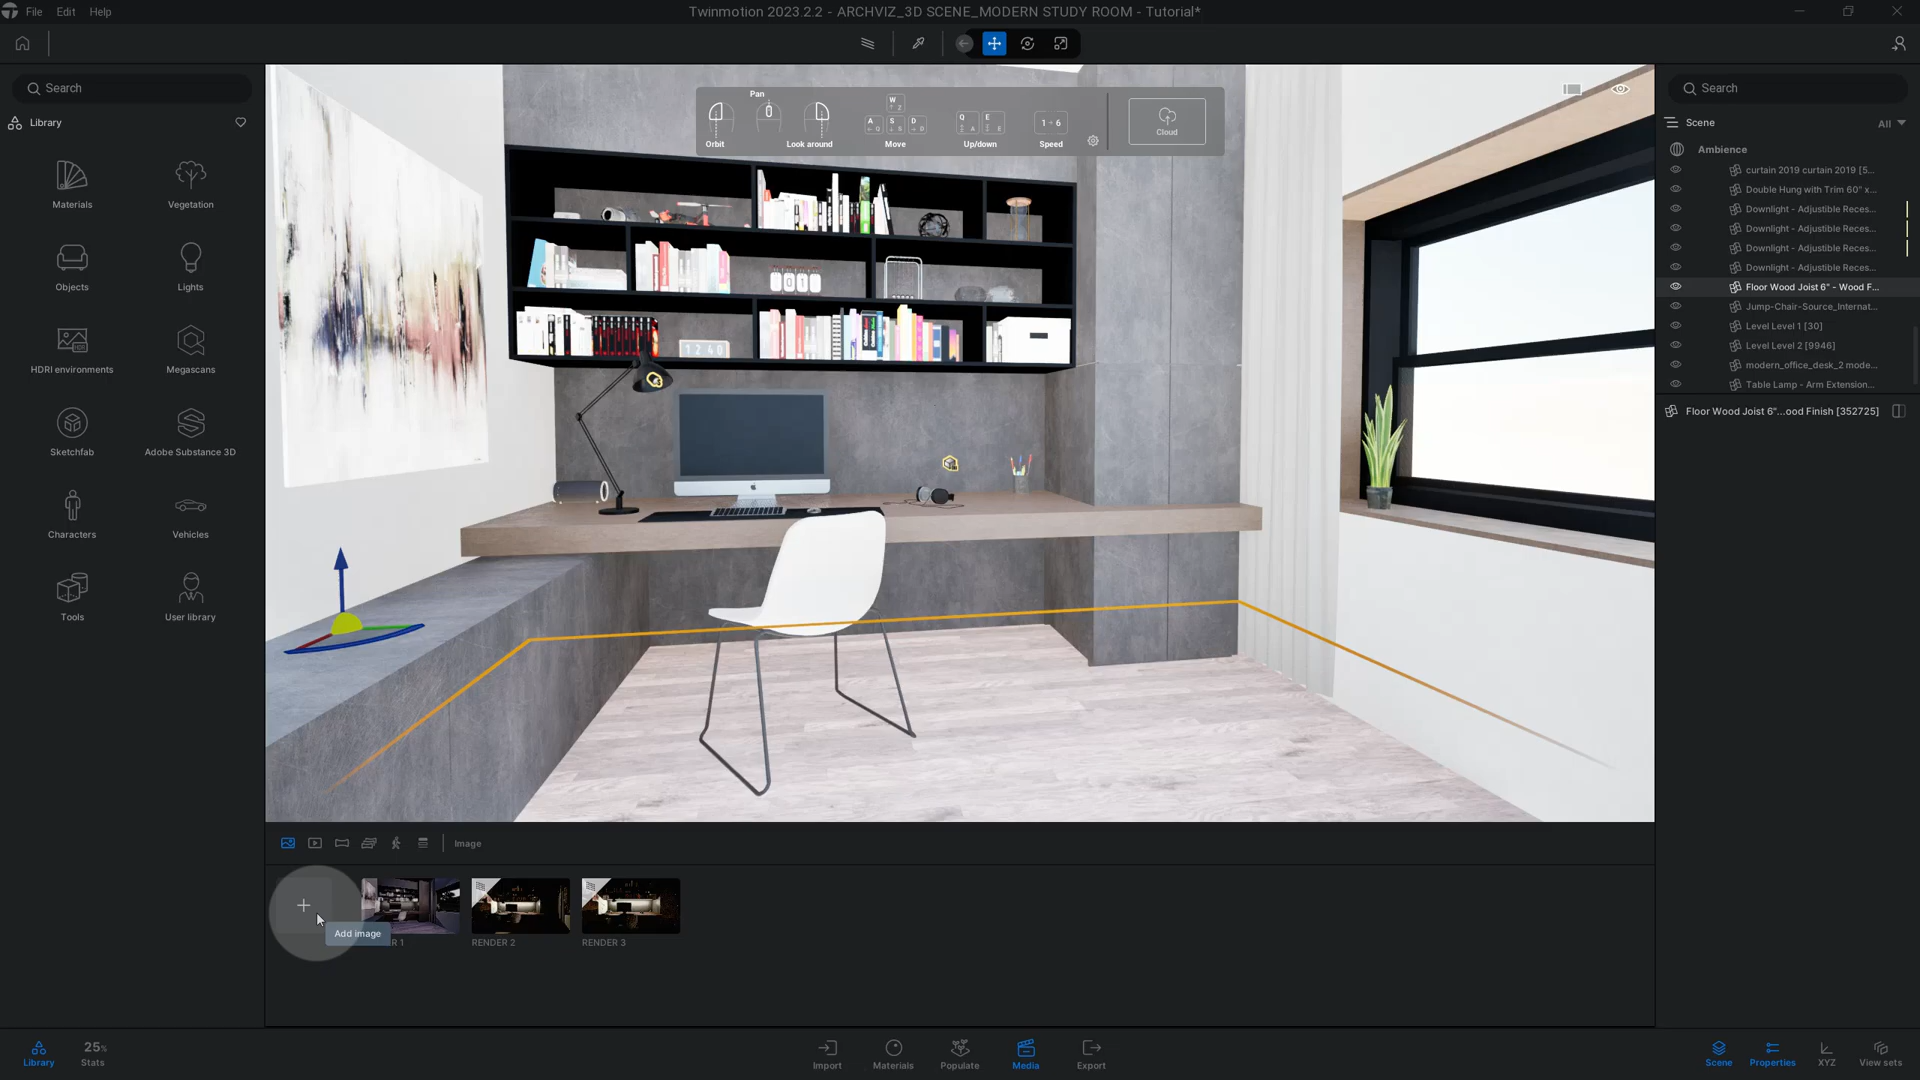 File Edit Help
Twinmotion 2023.2.2 - ARCHVIZ_3D SCENE_MODERN STUDY ROOM - Tutorial*
Search
Library
Materials
Vegetation
Objects
Lights
HDRI environments
Megascans
Sketchfab
Adobe Substance 3D
Characters
Vehicles
Tools
User library
Pan
W
Z
A S D
Q
Q E
A
1 - 6
Orbit
Look around
Move
Up/down
Speed
Cloud
12 40
Search
Scene
All
Ambience
curtain 2019 curtain 2019 [5...
Double Hung with Trim 60" x...
Downlight - Adjustible Reces...
Downlight - Adjustible Reces...
Downlight - Adjustible Reces...
Downlight - Adjustible Reces...
Floor Wood Joist 6" - Wood F...
Jump-Chair-Source_Internat...
Level Level 1 [30]
Level Level 2 [9946]
modern_office_desk_2 mode...
Table Lamp - Arm Extension...
Floor Wood Joist 6"...ood Finish [352725]
Image
Add image
R 1
RENDER 2
RENDER 3
Library
25%
Stats
Import
Materials
Populate
Media
Export
Scene
Properties
XYZ
View sets